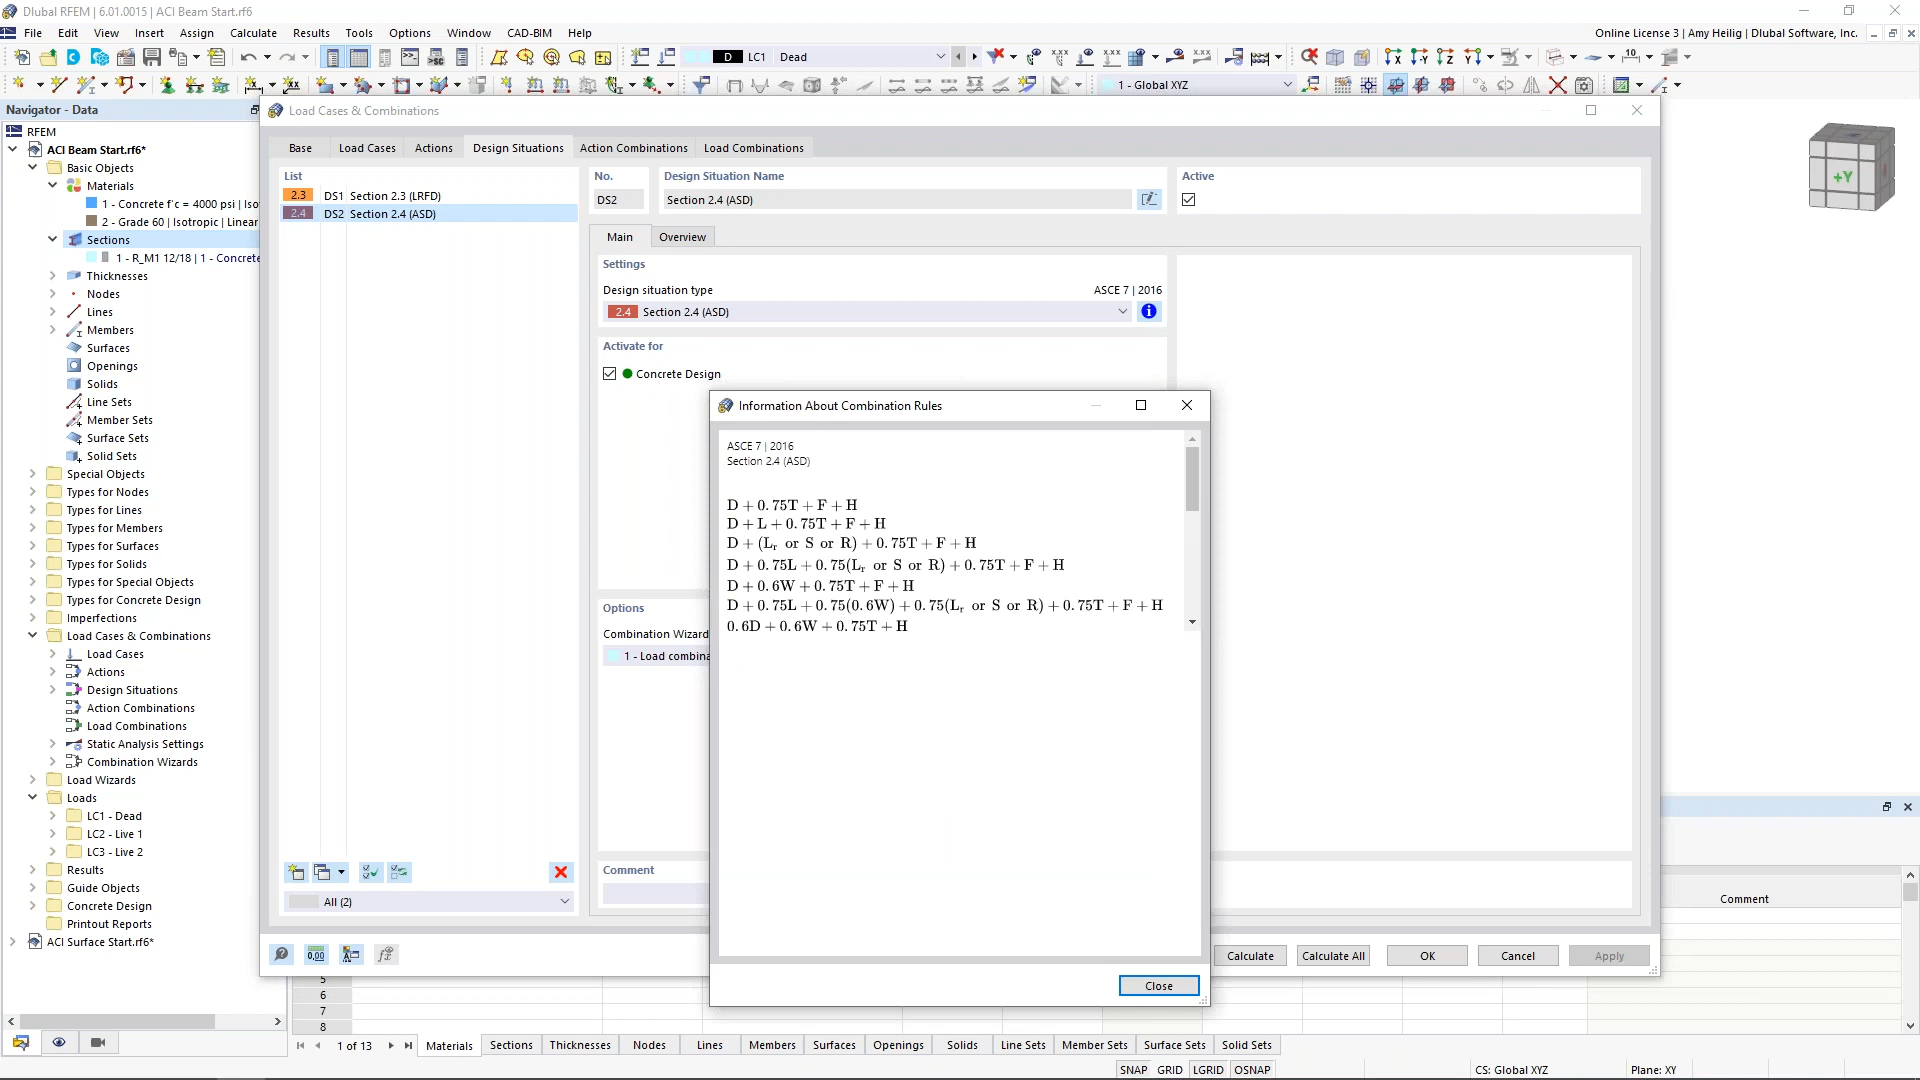 Dlubal RFEM | 6.01.0015 | ACI Beam Start.rf6
File Edit View Insert Assign Calculate Results Tools Options Window CAD-BIM Help
Online License 3 | Amy Heilig | Dlubal Software, Inc.
D LC1 Dead
1 - Global XYZ
Navigator - Data
RFEM
ACI Beam Start.rf6*
Basic Objects
Materials
1 - Concrete f'c = 4000 psi | Iso
2 - Grade 60 | Isotropic | Linear
Sections
1 - R_M1 12/18 | 1 - Concrete
Thicknesses
Nodes
Lines
Members
Surfaces
Openings
Solids
Line Sets
Member Sets
Surface Sets
Solid Sets
Special Objects
Types for Nodes
Types for Lines
Types for Members
Types for Surfaces
Types for Solids
Types for Special Objects
Types for Concrete Design
Imperfections
Load Cases & Combinations
Load Cases
Actions
Design Situations
Action Combinations
Load Combinations
Static Analysis Settings
Combination Wizards
Load Wizards
Loads
LC1 - Dead
LC2 - Live 1
LC3 - Live 2
Results
Guide Objects
Concrete Design
Printout Reports
ACI Surface Start.rf6*
Load Cases & Combinations
Base Load Cases Actions Design Situations Action Combinations Load Combinations
List
2.3 DS1 Section 2.3 (LRFD)
2.4 DS2 Section 2.4 (ASD)
All (2)
No.
DS2
Design Situation Name
Section 2.4 (ASD)
Active
Main Overview
Settings
Design situation type ASCE 7 | 2016
2.4 Section 2.4 (ASD)
Activate for
Concrete Design
Options
Combination Wizard
1 - Load combina
Comment
Information About Combination Rules
ASCE 7 | 2016
Section 2.4 (ASD)
D + 0.75T + F + H
D + L + 0.75T + F + H
D + (Lr or S or R) + 0.75T + F + H
D + 0.75L + 0.75(Lr or S or R) + 0.75T + F + H
D + 0.6W + 0.75T + F + H
D + 0.75L + 0.75(0.6W) + 0.75(Lr or S or R) + 0.75T + F + H
0.6D + 0.6W + 0.75T + H
Close
Calculate Calculate All OK Cancel Apply
+Y
Comment
5
6
7
8
1 of 13 Materials Sections Thicknesses Nodes Lines Members Surfaces Openings Solids Line Sets Member Sets Surface Sets Solid Sets
SNAP GRID LGRID OSNAP CS: Global XYZ Plane: XY